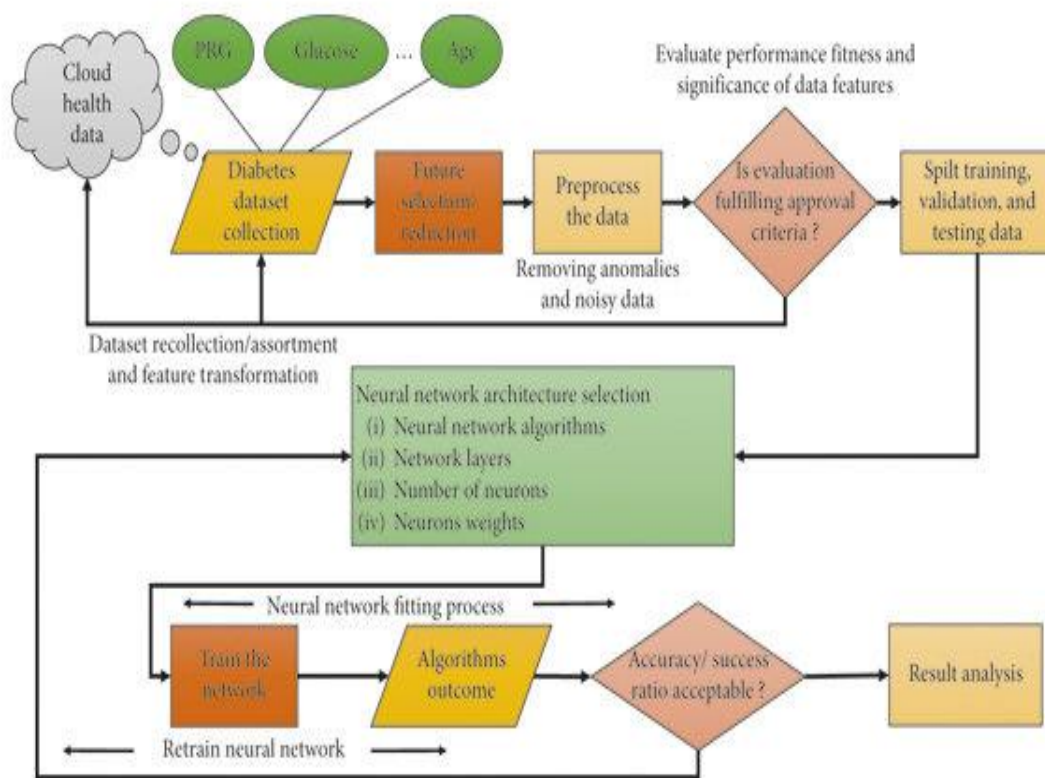 PRG
Glucose
...
Age
Cloud
health
data
Evaluate performance fitness and
significance of data features
Diabetes
dataset
collection
Future
selection/
reduction
Preprocess
the data
Is evaluation
fulfilling approval
criteria ?
Spilt training,
validation, and
testing data
Removing anomalies
and noisy data
Dataset recollection/assortment
and feature transformation
Neural network architecture selection
(i) Neural network algorithms
(ii) Network layers
(iii) Number of neurons
(iv) Neurons weights
Neural network fitting process
Train the
network
Algorithms
outcome
Accuracy/ success
ratio acceptable ?
Result analysis
Retrain neural network